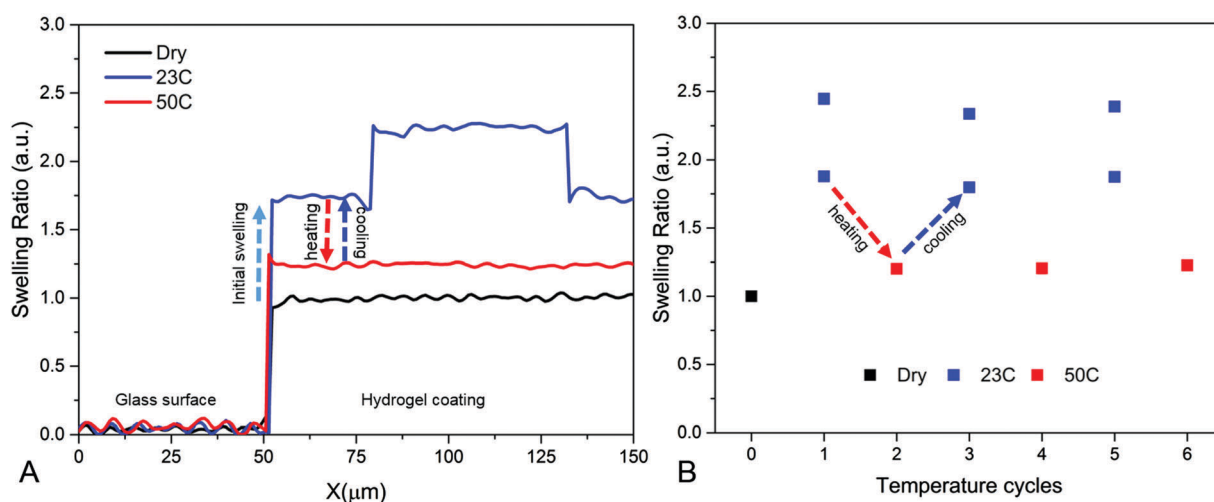 3.0
2.5
2.0
1.5
1.0
0.5
0.0
Swelling Ratio (a.u.)
Dry
23C
50C
Initial swelling
heating
cooling
Glass surface
Hydrogel coating
0 25 50 75 100 125 150
X(μm)
A
3.0
2.5
2.0
1.5
1.0
0.5
0.0
Swelling Ratio (a.u.)
heating
cooling
Dry 23C 50C
0 1 2 3 4 5 6
Temperature cycles
B